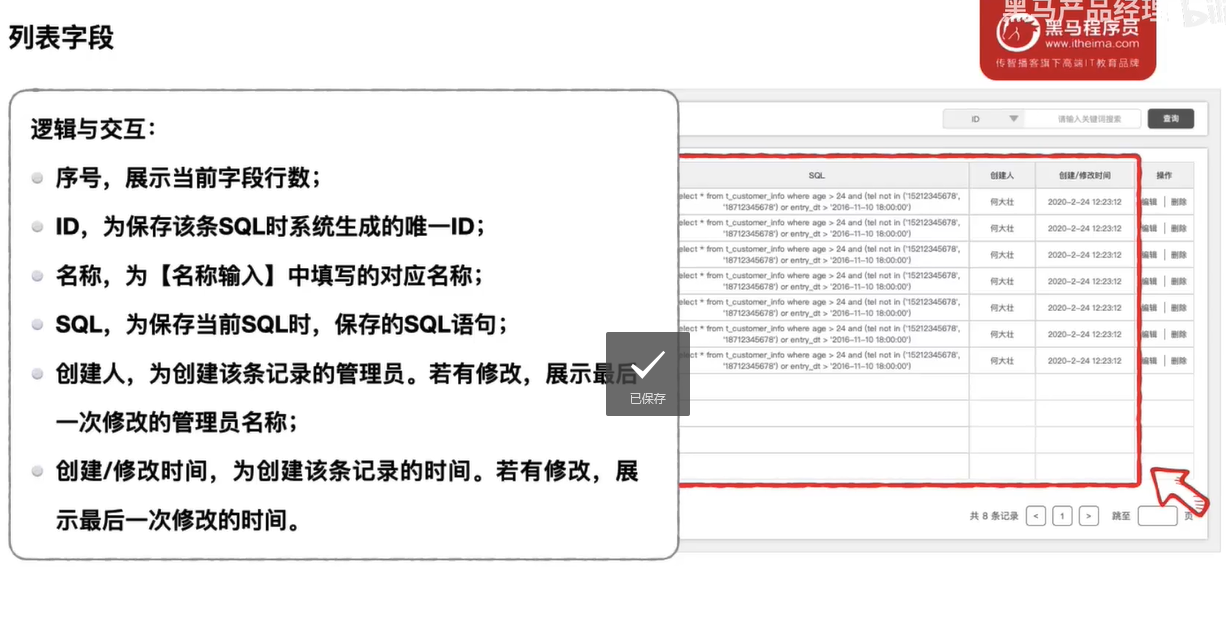 黑马产品经理
列表字段
黑马程序员
www.itheima.com
传智播客旗下高端IT教育品牌
逻辑与交互：
序号，展示当前字段行数；
ID，为保存该条SQL时系统生成的唯一ID；
名称，为【名称输入】中填写的对应名称；
SQL，为保存当前SQL时，保存的SQL语句；
创建人，为创建该条记录的管理员。若有修改，展示最后
一次修改的管理员名称；
创建/修改时间，为创建该条记录的时间。若有修改，展
示最后一次修改的时间。
已保存
ID 请输入关键词搜索 查询
SQL 创建人 创建/修改时间 操作
elect * from t_customer_info where age > 24 and (tel not in ('15212345678',
'18712345678') or entry_dt > '2016-11-10 18:00:00') 何大壮 2020-2-24 12:23:12 编辑 | 删除
elect * from t_customer_info where age > 24 and (tel not in ('15212345678',
'18712345678') or entry_dt > '2016-11-10 18:00:00') 何大壮 2020-2-24 12:23:12 编辑 | 删除
elect * from t_customer_info where age > 24 and (tel not in ('15212345678',
'18712345678') or entry_dt > '2016-11-10 18:00:00') 何大壮 2020-2-24 12:23:12 编辑 | 删除
elect * from t_customer_info where age > 24 and (tel not in ('15212345678',
'18712345678') or entry_dt > '2016-11-10 18:00:00') 何大壮 2020-2-24 12:23:12 编辑 | 删除
elect * from t_customer_info where age > 24 and (tel not in ('15212345678',
'18712345678') or entry_dt > '2016-11-10 18:00:00') 何大壮 2020-2-24 12:23:12 编辑 | 删除
elect * from t_customer_info where age > 24 and (tel not in ('15212345678',
'18712345678') or entry_dt > '2016-11-10 18:00:00') 何大壮 2020-2-24 12:23:12 编辑 | 删除
elect * from t_customer_info where age > 24 and (tel not in ('15212345678',
'18712345678') or entry_dt > '2016-11-10 18:00:00') 何大壮 2020-2-24 12:23:12 编辑 | 删除
共 8 条记录 < 1 > 跳至 页